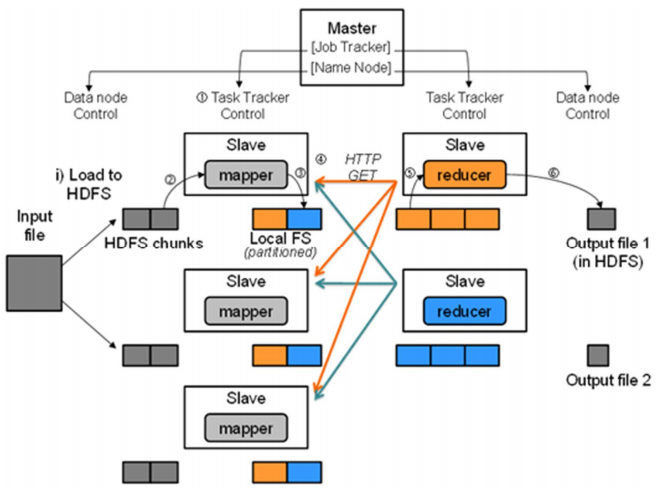 Master
[Job Tracker]
[Name Node]
Data node
Control
① Task Tracker
Control
Task Tracker
Control
Data node
Control
Slave
mapper
④ HTTP
GET
Slave
reducer
i) Load to
HDFS
②
③
⑤
⑥
Input
file
HDFS chunks
Local FS
(partitioned)
Output file 1
(in HDFS)
Slave
mapper
Slave
reducer
Output file 2
Slave
mapper